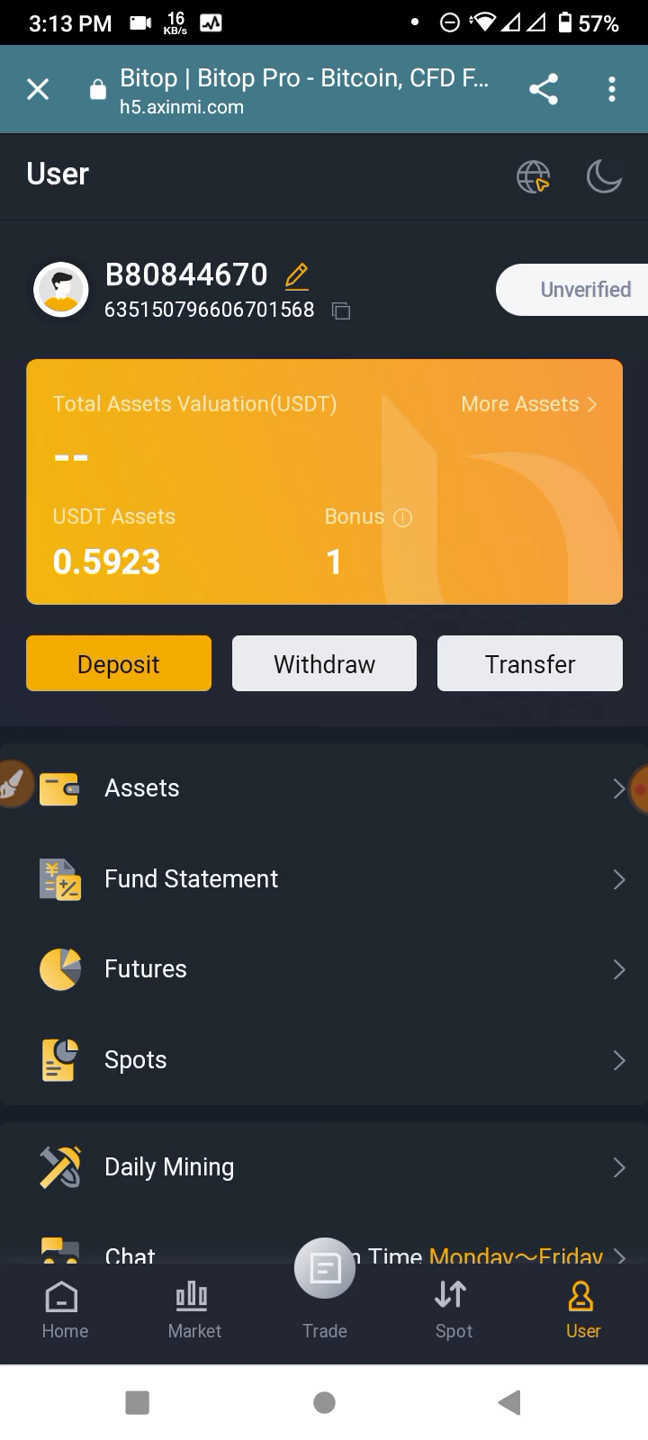 3:13 PM 16 KB/s 57%
Bitop | Bitop Pro - Bitcoin, CFD F...
h5.axinmi.com
User
B80844670
635150796606701568
Unverified
Total Assets Valuation(USDT) More Assets
--
USDT Assets Bonus
0.5923 1
Deposit Withdraw Transfer
Assets
Fund Statement
Futures
Spots
Daily Mining
Chat Time Monday～Friday
Home Market Trade Spot User